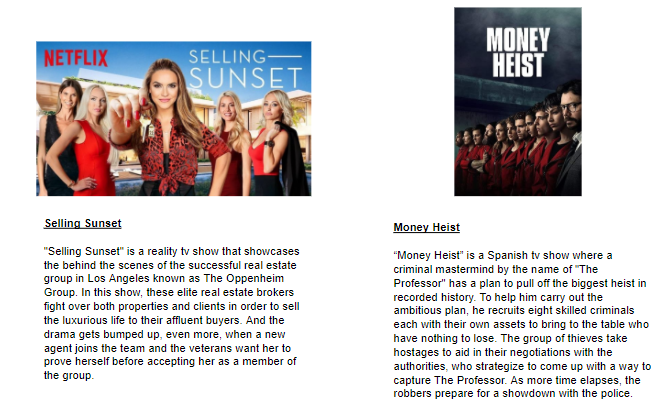 NETFLIX
SELLING
SUNSET
MONEY
HEIST
Selling Sunset
"Selling Sunset" is a reality tv show that showcases
the behind the scenes of the successful real estate
group in Los Angeles known as The Oppenheim
Group. In this show, these elite real estate brokers
fight over both properties and clients in order to sell
the luxurious life to their affluent buyers. And the
drama gets bumped up, even more, when a new
agent joins the team and the veterans want her to
prove herself before accepting her as a member of
the group.
Money Heist
“Money Heist” is a Spanish tv show where a
criminal mastermind by the name of "The
Professor" has a plan to pull off the biggest heist in
recorded history. To help him carry out the
ambitious plan, he recruits eight skilled criminals
each with their own assets to bring to the table who
have nothing to lose. The group of thieves take
hostages to aid in their negotiations with the
authorities, who strategize to come up with a way to
capture The Professor. As more time elapses, the
robbers prepare for a showdown with the police.